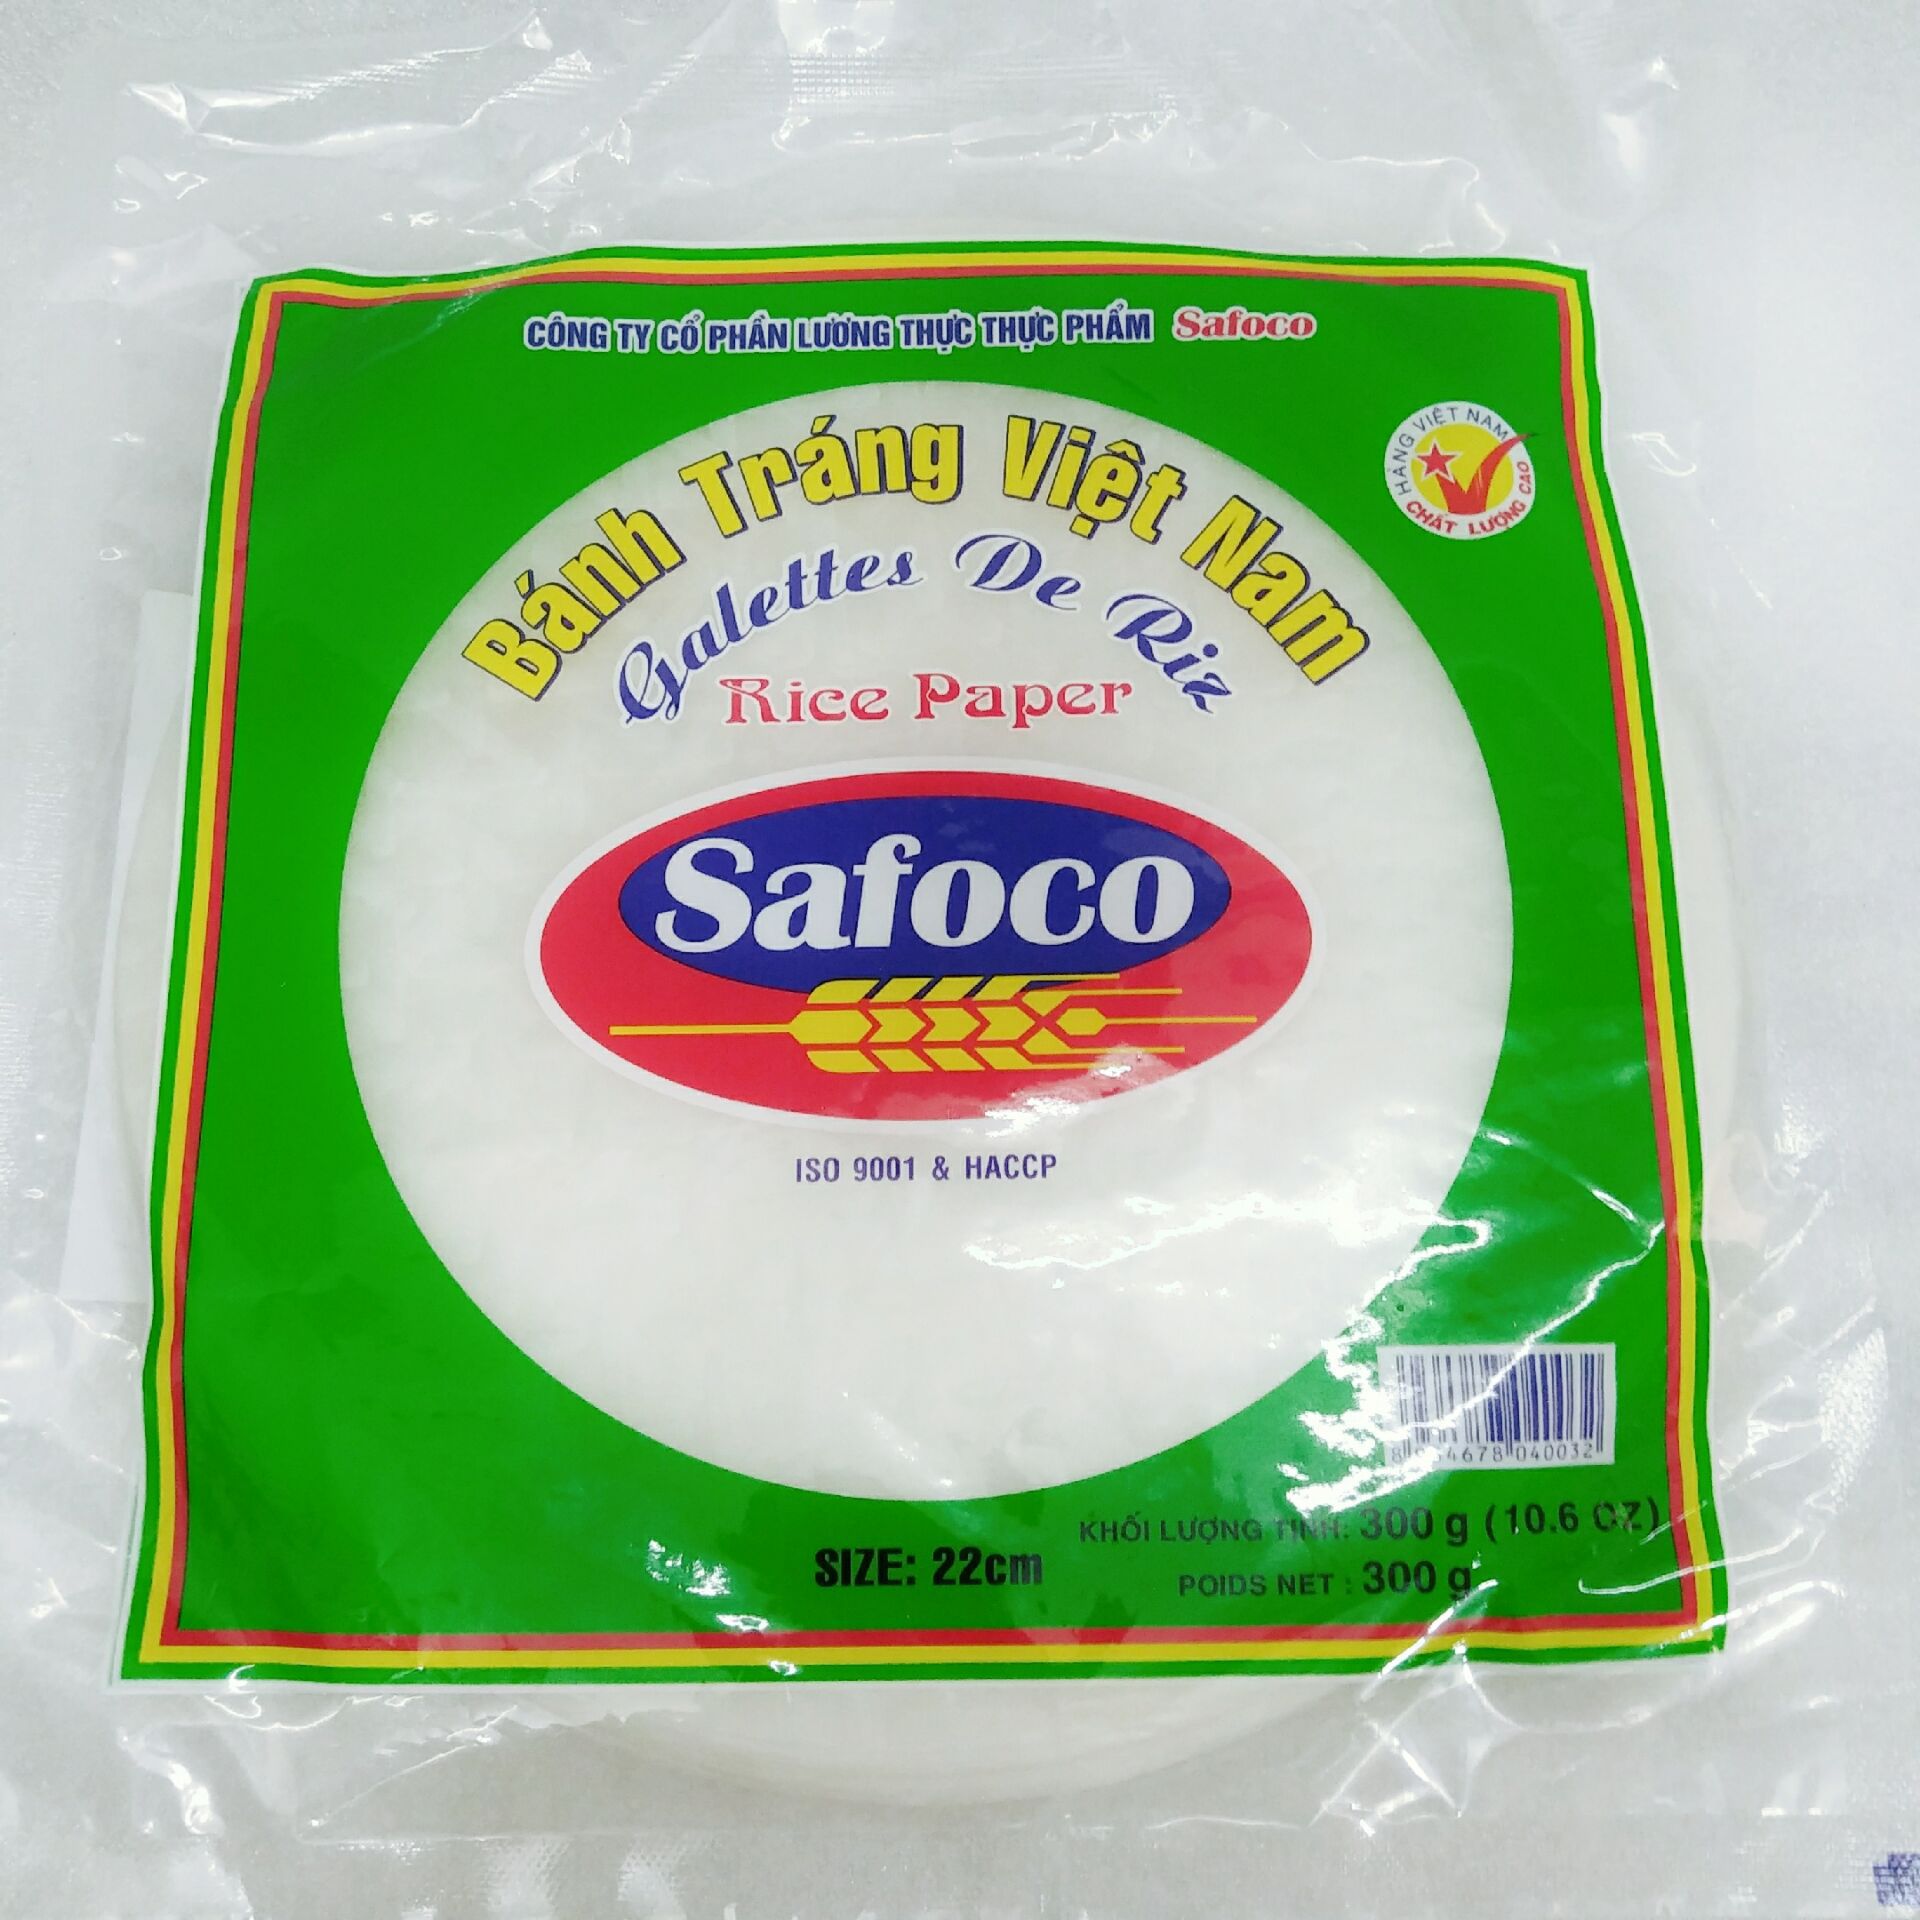 CÔNG TY CỔ PHẦN LƯƠNG THỰC THỰC PHẨM Safoco
HÀNG VIỆT NAM
CHẤT LƯỢNG CAO
Bánh Tráng Việt Nam
Galettes De Riz
Rice Paper
Safoco
ISO 9001 & HACCP
4678 040032
KHỐI LƯỢNG TỊNH: 300 g (10.6 OZ)
SIZE: 22cm
POIDS NET : 300 g